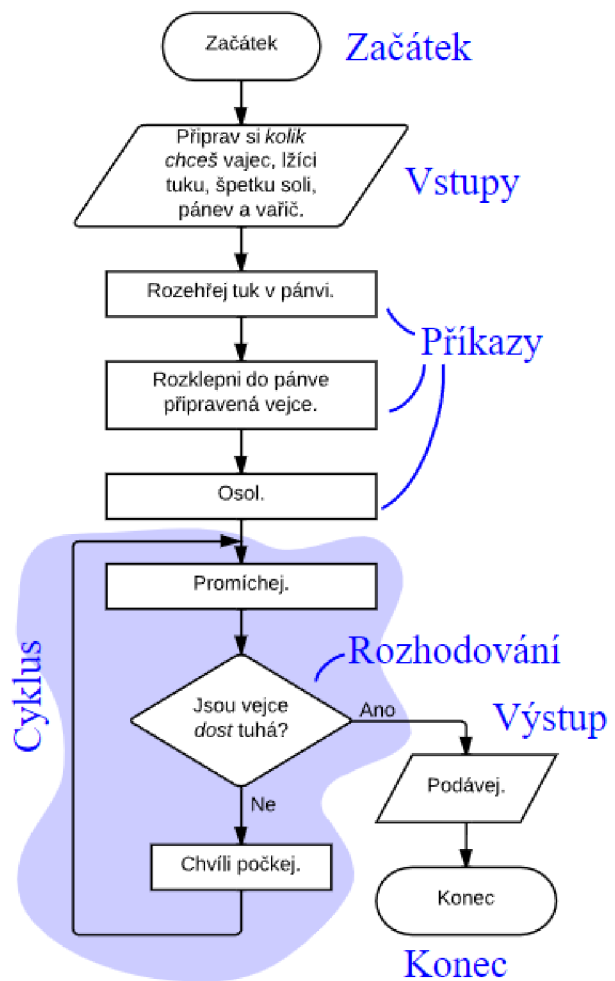 Začátek
Začátek
Připrav si kolik
chceš vajec, lžíci
tuku, špetku soli,
pánev a vařič.
Vstupy
Rozehřej tuk v pánvi.
Příkazy
Rozklepni do pánve
připravená vejce.
Osol.
Promíchej.
Cyklus
Rozhodování
Jsou vejce
dost tuhá?
Ano
Výstup
Ne
Podávej.
Chvíli počkej.
Konec
Konec